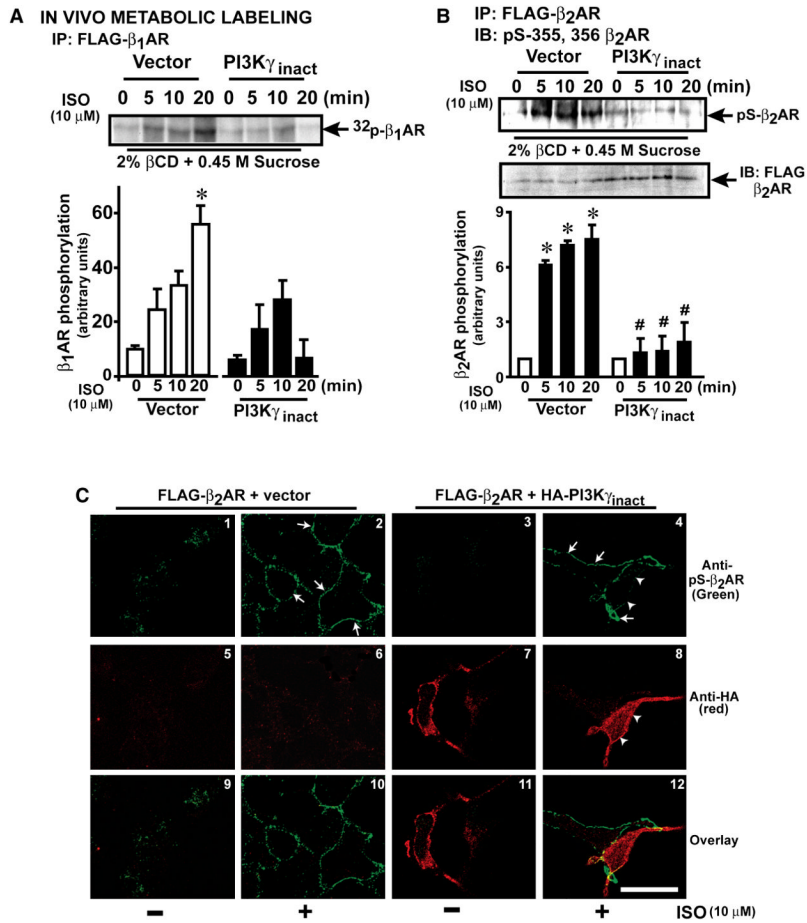 A IN VIVO METABOLIC LABELING
IP: FLAG-β1AR
Vector PI3Kγinact
ISO (10 μM) 0 5 10 20 0 5 10 20 (min)
32p-β1AR
2% βCD + 0.45 M Sucrose
β1AR phosphorylation (arbitrary units)
60
40
20
0
*
0 5 10 20 0 5 10 20 (min)
ISO (10 μM)
Vector PI3Kγinact
B IP: FLAG-β2AR
IB: pS-355, 356 β2AR
Vector PI3Kγinact
ISO (10 μM) 0 5 10 20 0 5 10 20 (min)
pS-β2AR
2% βCD + 0.45 M Sucrose
IB: FLAG β2AR
β2AR phosphorylation (arbitrary units)
9
6
3
0
* * *
# # #
0 5 10 20 0 5 10 20 (min)
ISO (10 μM)
Vector PI3Kγinact
C FLAG-β2AR + vector FLAG-β2AR + HA-PI3Kγinact
1 2 3 4
Anti-pS-β2AR (Green)
5 6 7 8
Anti-HA (red)
9 10 11 12
Overlay
− + − + ISO (10 μM)